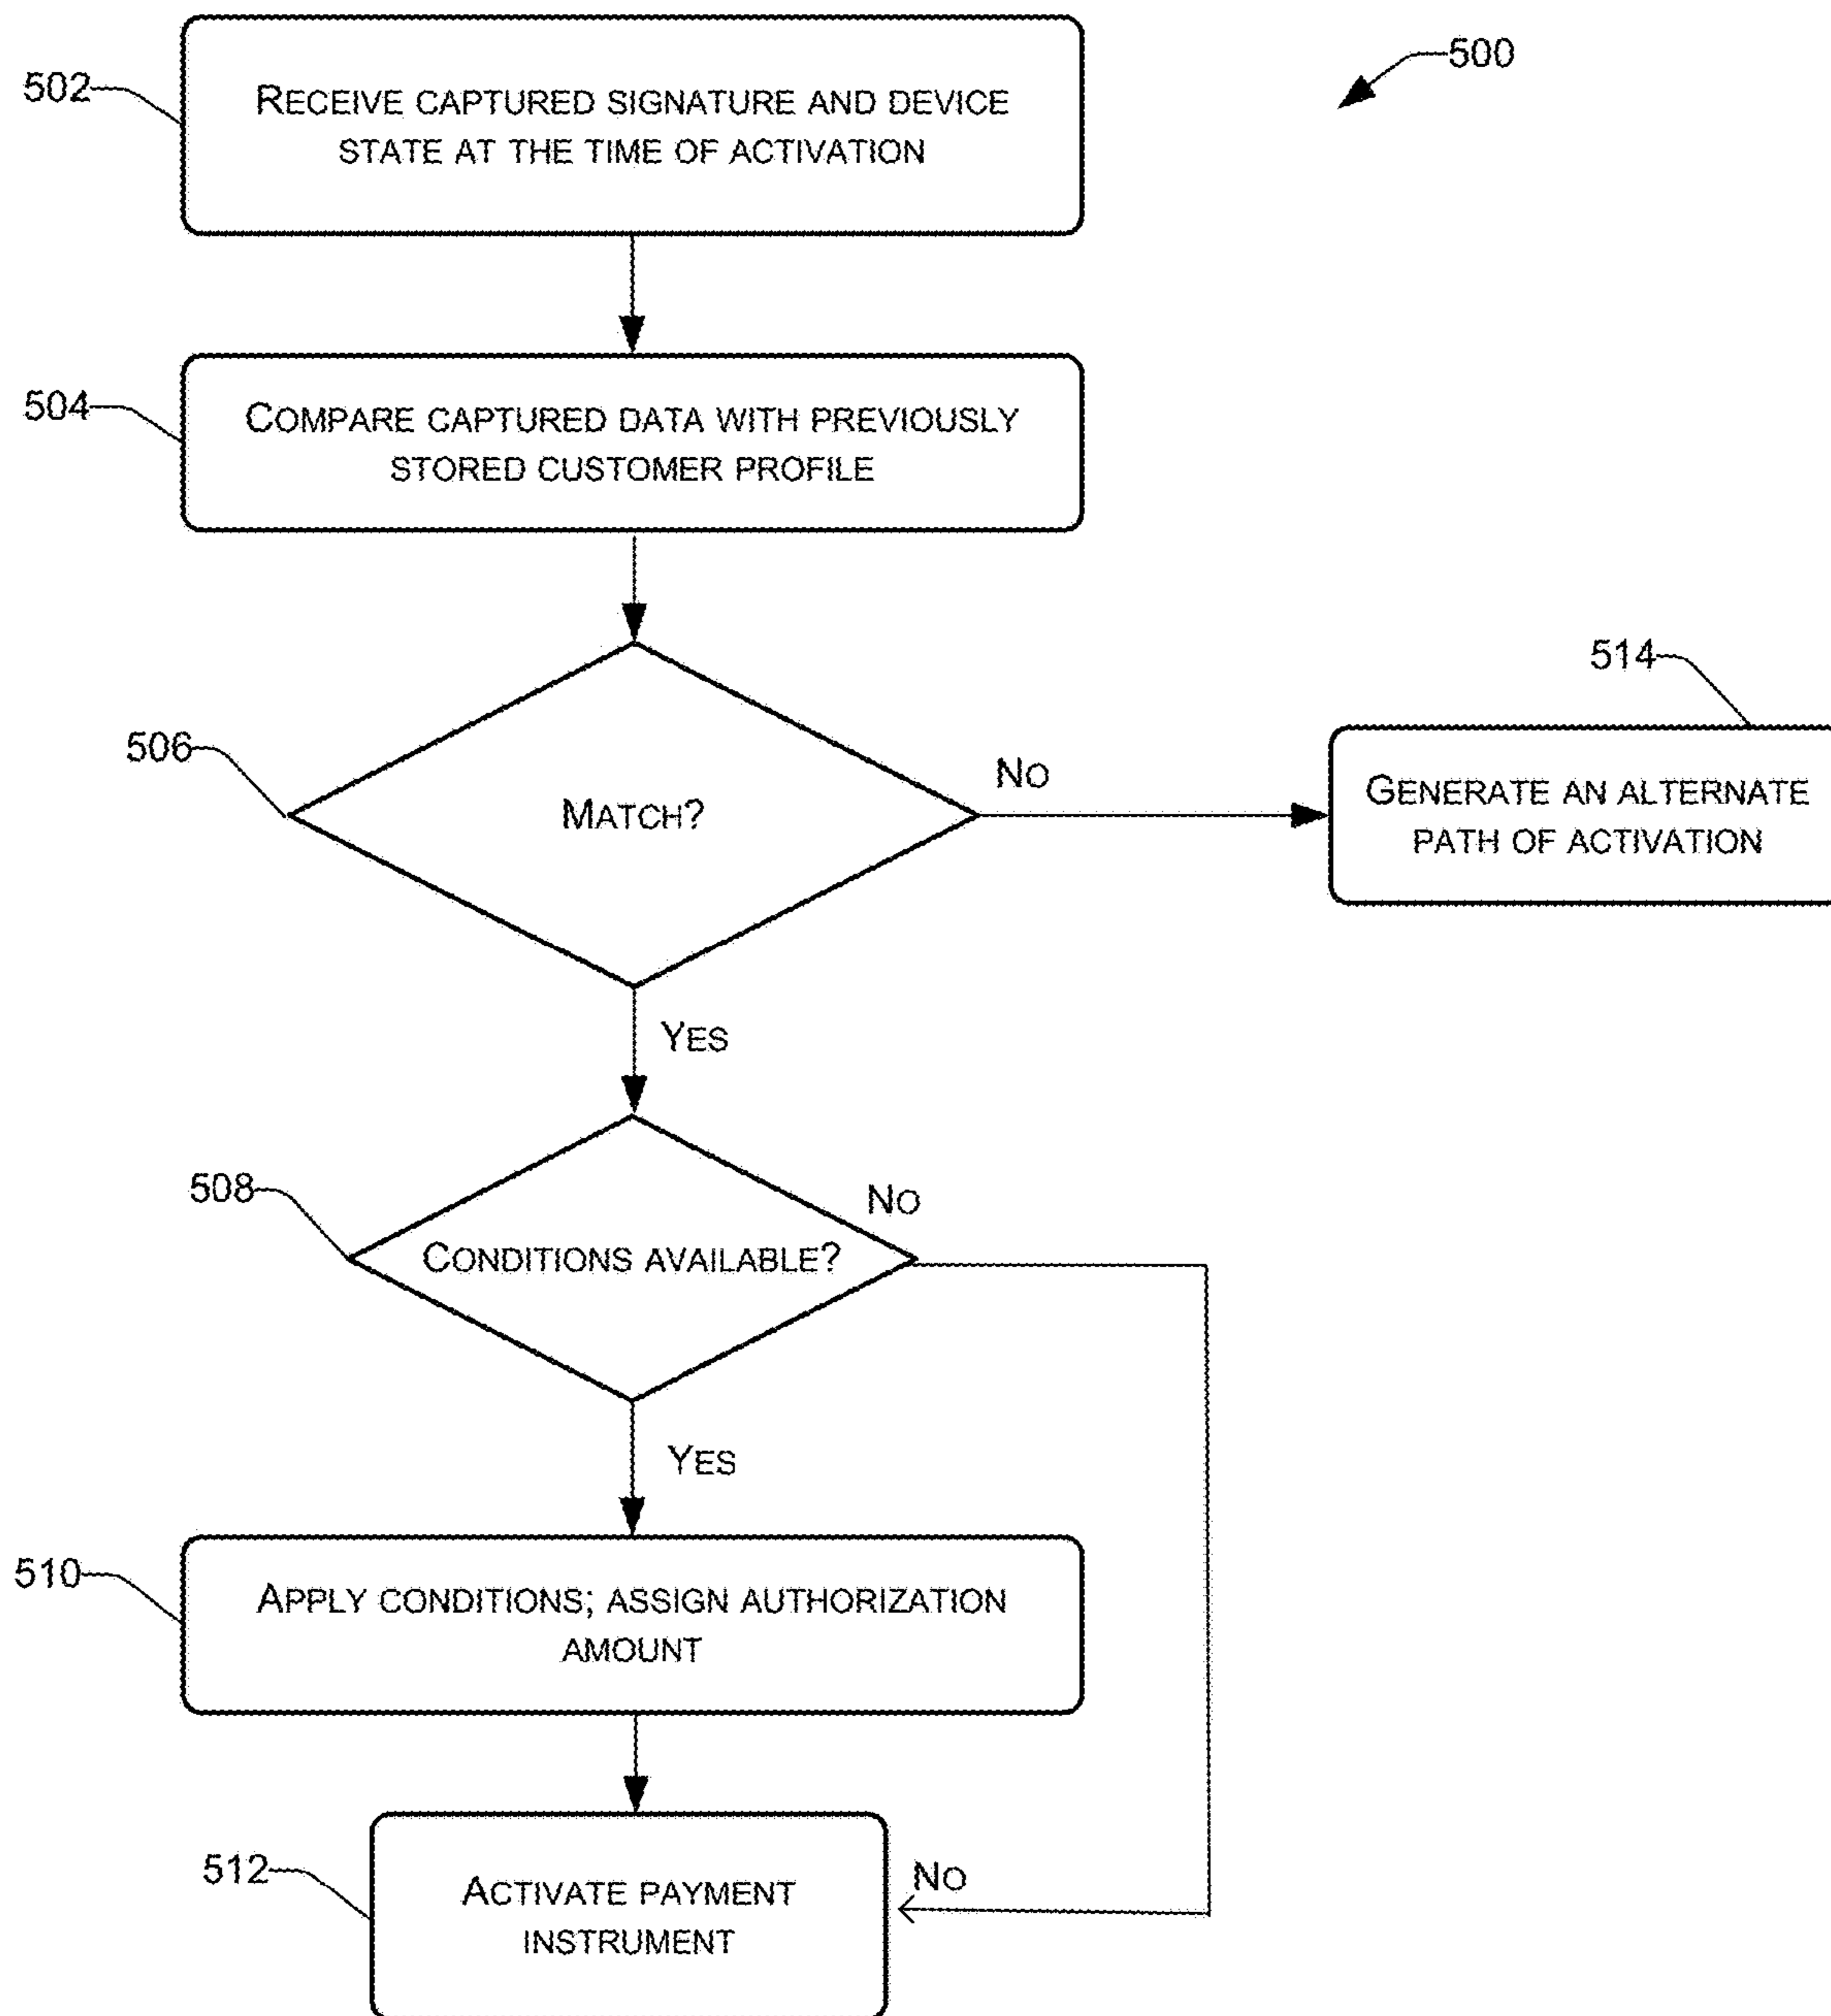 500
502
RECEIVE CAPTURED SIGNATURE AND DEVICE
STATE AT THE TIME OF ACTIVATION
504
COMPARE CAPTURED DATA WITH PREVIOUSLY
STORED CUSTOMER PROFILE
506
MATCH?
NO
514
GENERATE AN ALTERNATE
PATH OF ACTIVATION
YES
508
CONDITIONS AVAILABLE?
NO
YES
510
APPLY CONDITIONS; ASSIGN AUTHORIZATION
AMOUNT
512
ACTIVATE PAYMENT
INSTRUMENT
NO